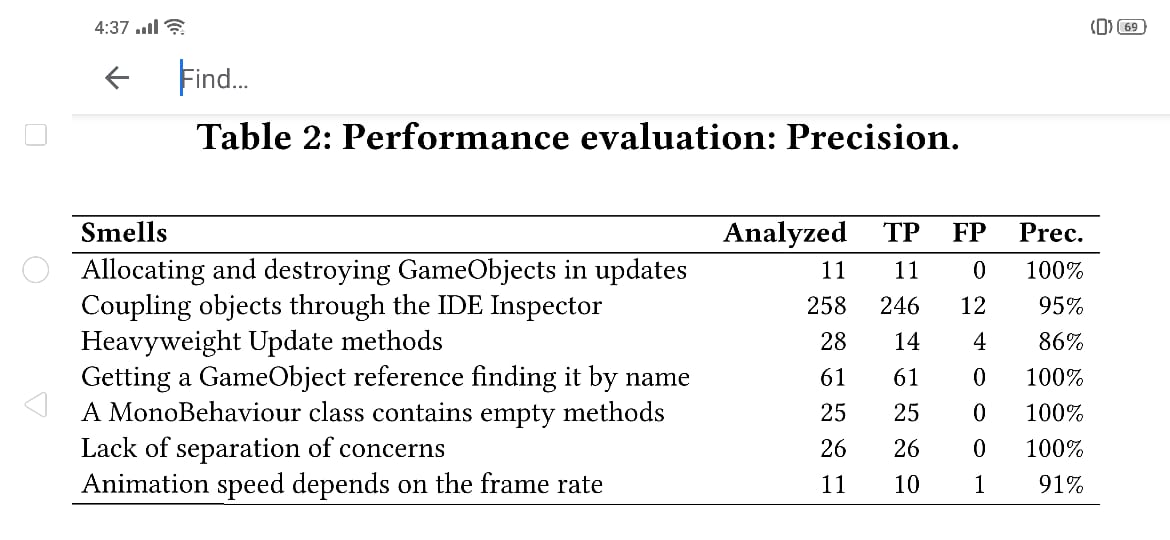 4:37
69
Find...
Table 2: Performance evaluation: Precision.
Smells Analyzed TP FP Prec.
Allocating and destroying GameObjects in updates 11 11 0 100%
Coupling objects through the IDE Inspector 258 246 12 95%
Heavyweight Update methods 28 14 4 86%
Getting a GameObject reference finding it by name 61 61 0 100%
A MonoBehaviour class contains empty methods 25 25 0 100%
Lack of separation of concerns 26 26 0 100%
Animation speed depends on the frame rate 11 10 1 91%